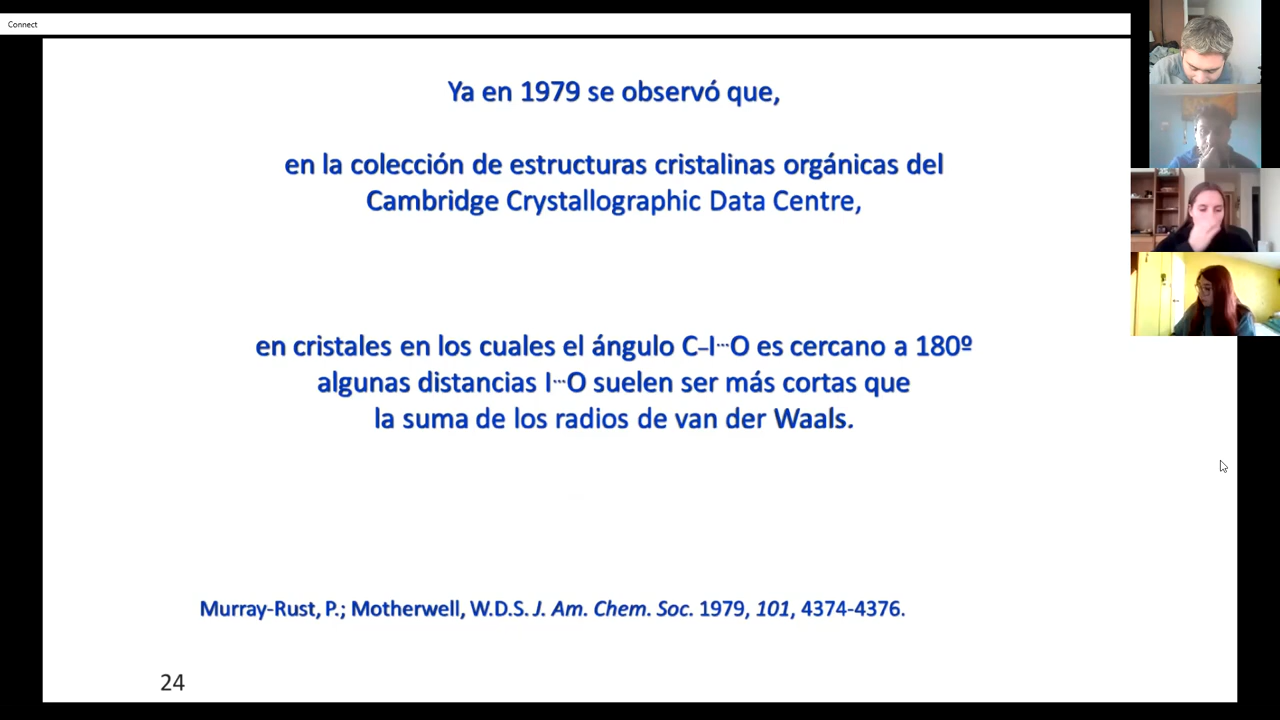 Connect
Ya en 1979 se observó que,
en la colección de estructuras cristalinas orgánicas del
Cambridge Crystallographic Data Centre,
en cristales en los cuales el ángulo C–I···O es cercano a 180º
algunas distancias I···O suelen ser más cortas que
la suma de los radios de van der Waals.
Murray-Rust, P.; Motherwell, W.D.S. J. Am. Chem. Soc. 1979, 101, 4374-4376.
24